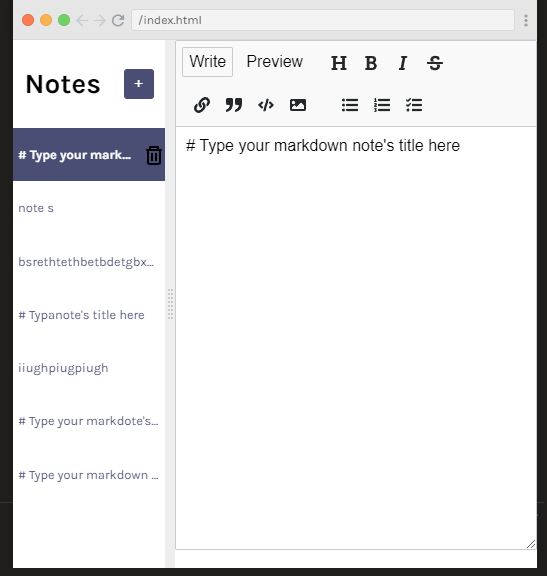 /index.html
Notes
+
Write Preview H B I S
# Type your mark...
note s
bsrethtethbetbdetgbx...
# Typanote's title here
iiughpiugpiugh
# Type your markdote's...
# Type your markdown ...
# Type your markdown note's title here